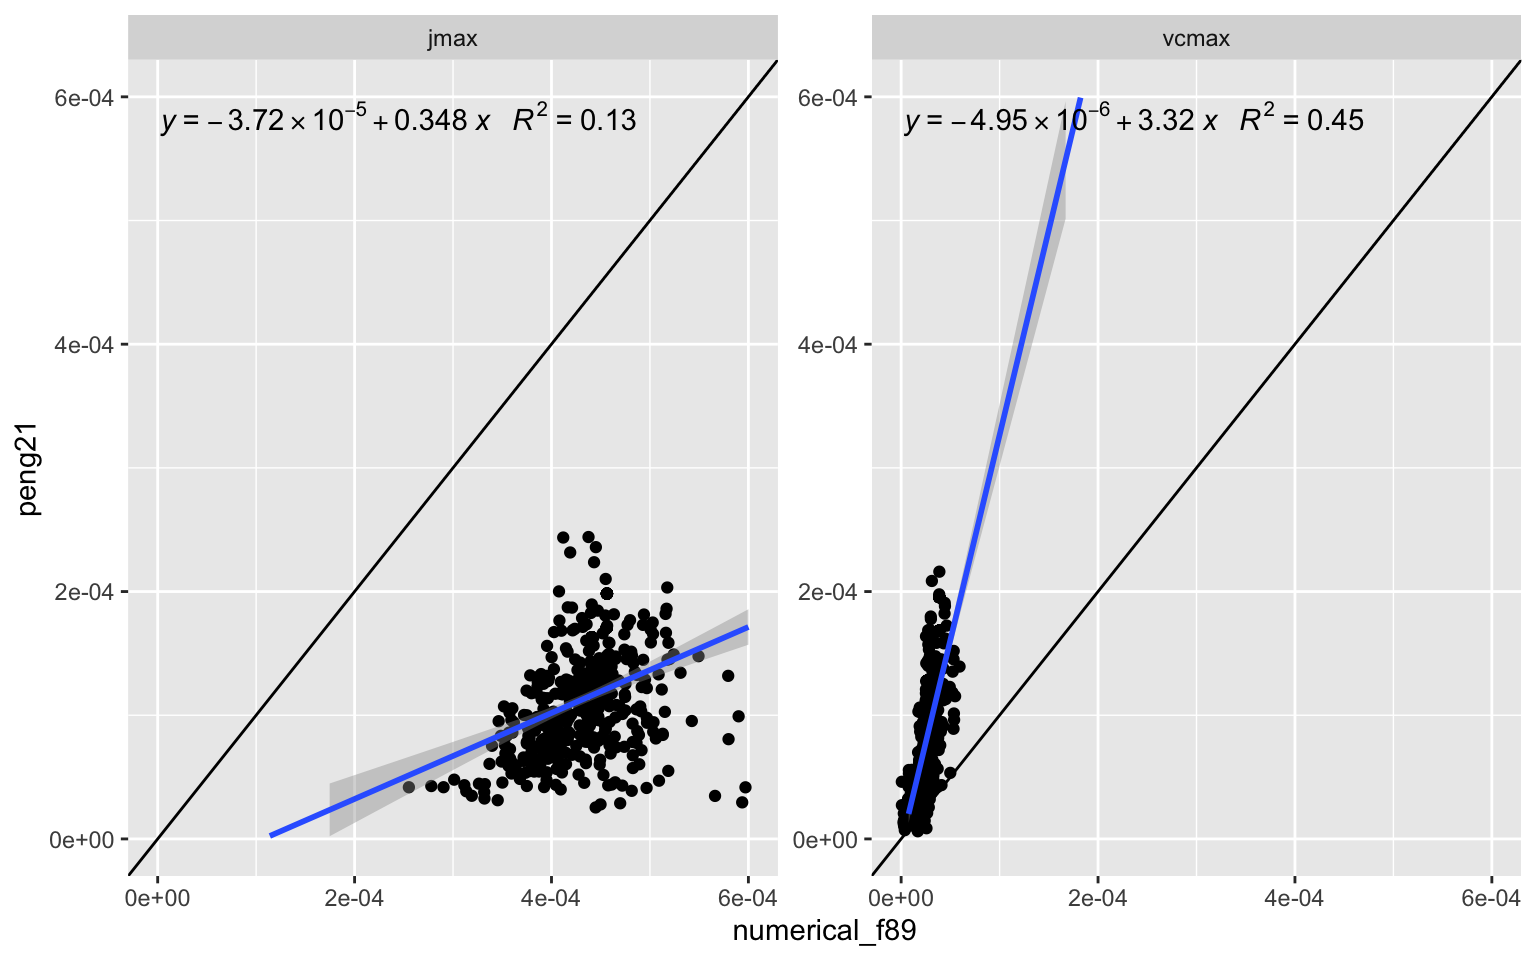 jmax
vcmax
y = −3.72 × 10⁻⁵ + 0.348 x R² = 0.13
y = −4.95 × 10⁻⁶ + 3.32 x R² = 0.45
6e-04
4e-04
2e-04
0e+00
6e-04
4e-04
2e-04
0e+00
peng21
0e+00 2e-04 4e-04 6e-04
0e+00 2e-04 4e-04 6e-04
numerical_f89